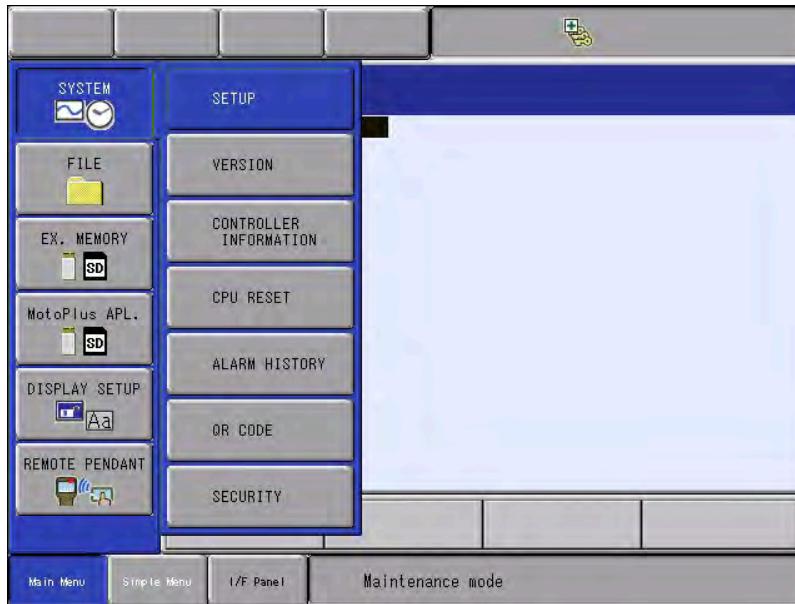 SYSTEM
SETUP
FILE
VERSION
EX. MEMORY
SD
CONTROLLER
INFORMATION
MotoPlus APL.
SD
CPU RESET
ALARM HISTORY
DISPLAY SETUP
Aa
QR CODE
REMOTE PENDANT
SECURITY
Main Menu
Simple Menu
I/F Panel
Maintenance mode